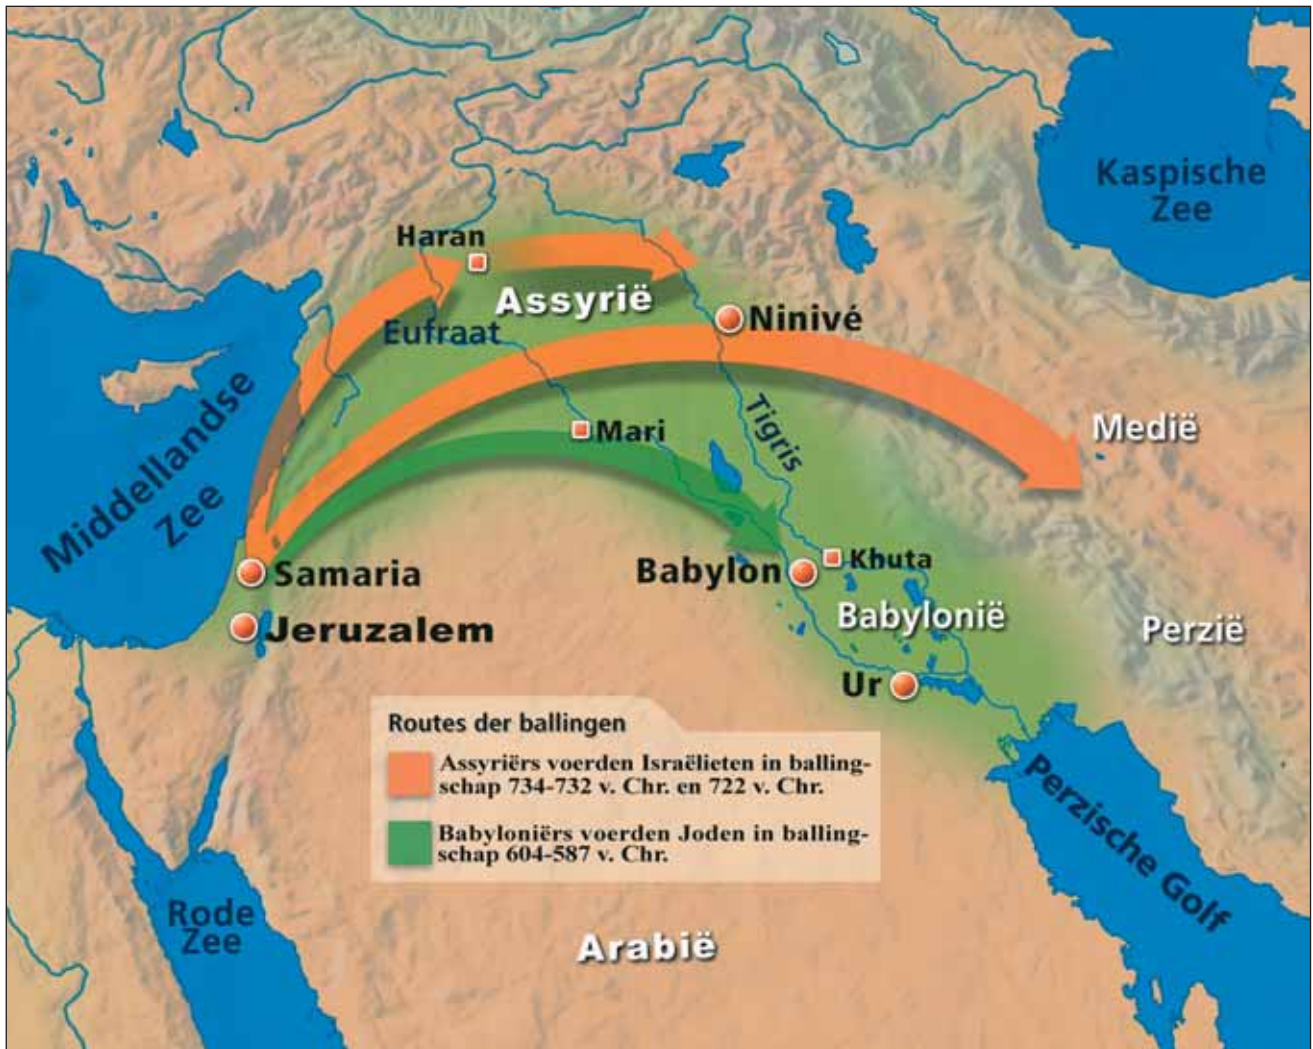 Kaspische
Zee
Haran
Assyrië
Ninivé
Eufraat
Middellandse
Zee
Mari
Tigris
Medië
Samaria
Babylon
Khuta
Jeruzalem
Babylonië
Perzië
Ur
Routes der ballingen
Assyriërs voerden Israëlieten in balling-
schap 734-732 v. Chr. en 722 v. Chr.
Babyloniërs voerden Joden in balling-
schap 604-587 v. Chr.
Perzische Golf
Rode
Zee
Arabië